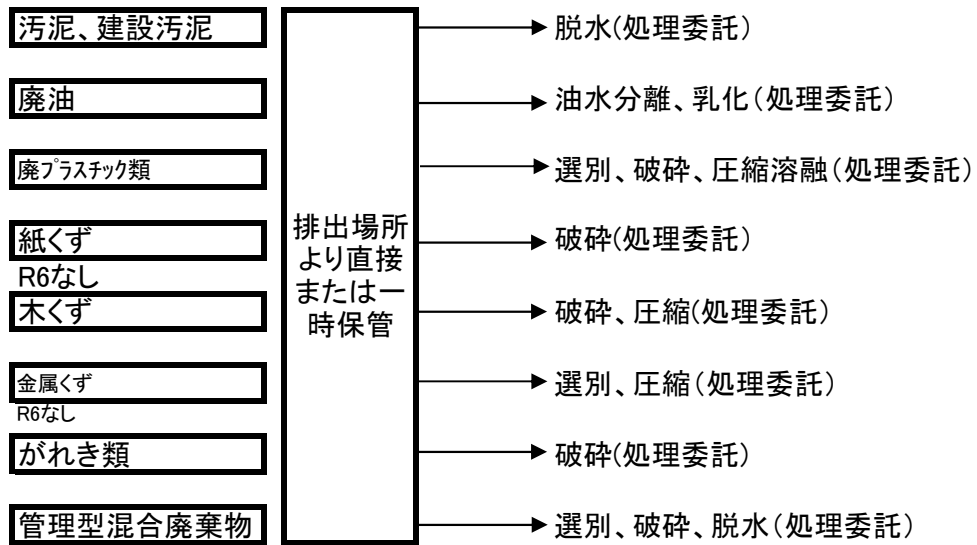 汚泥、建設汚泥
脱水(処理委託)
廃油
油水分離、乳化(処理委託)
廃プラスチック類
選別、破砕、圧縮溶融(処理委託)
紙くず
破砕(処理委託)
R6なし
木くず
破砕、圧縮(処理委託)
金属くず
選別、圧縮(処理委託)
R6なし
がれき類
破砕(処理委託)
管理型混合廃棄物
選別、破砕、脱水(処理委託)
排出場所
より直接
または一
時保管